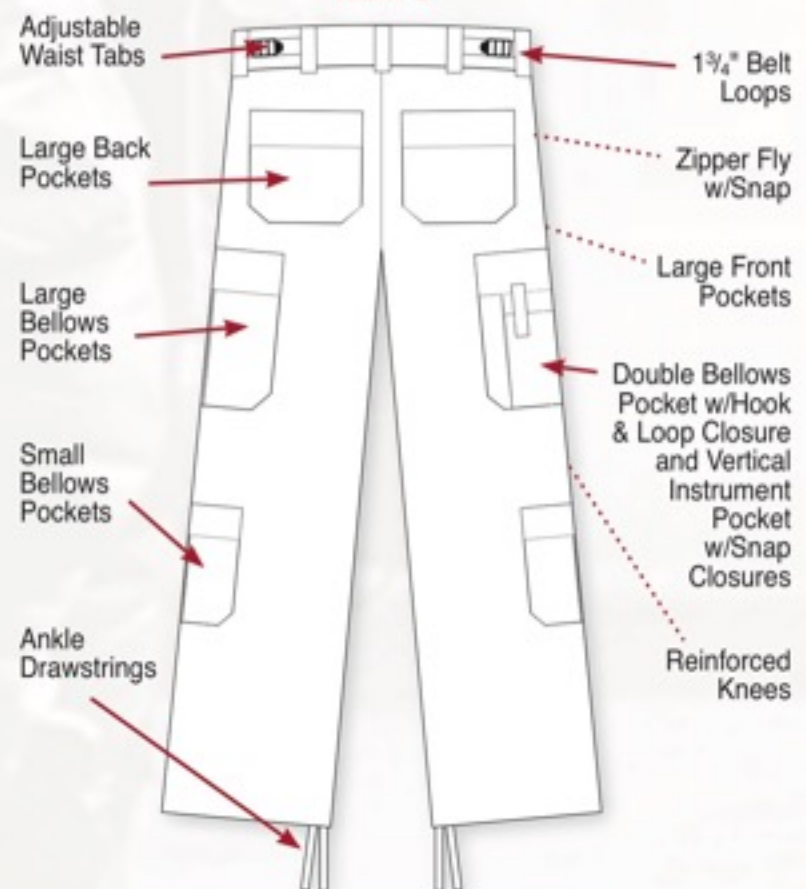 Adjustable
Waist Tabs
Large Back
Pockets
Large
Bellows
Pockets
Small
Bellows
Pockets
Ankle
Drawstrings
1¾" Belt
Loops
Zipper Fly
w/Snap
Large Front
Pockets
Double Bellows
Pocket w/Hook
& Loop Closure
and Vertical
Instrument
Pocket
w/Snap
Closures
Reinforced
Knees